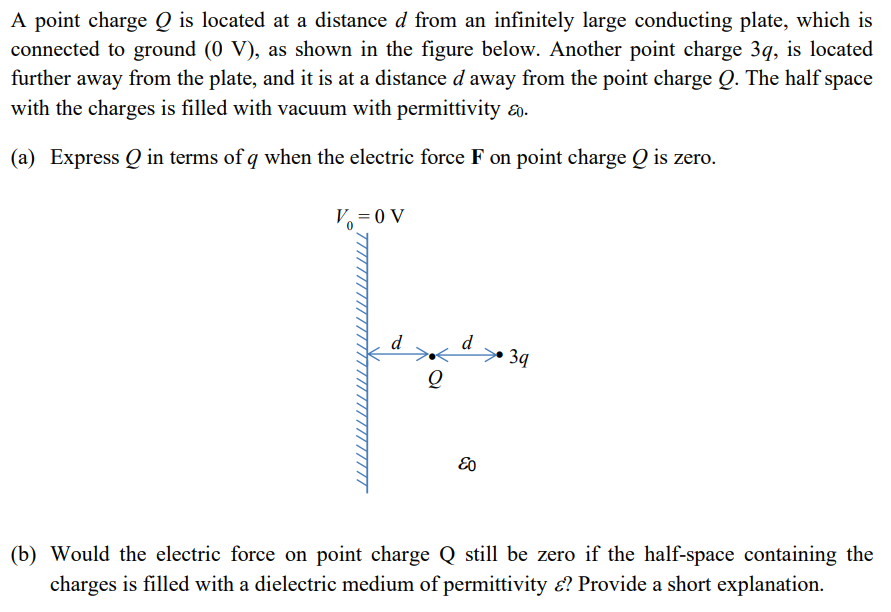 A point charge Q is located at a distance d from an infinitely large conducting plate, which is
connected to ground (0 V), as shown in the figure below. Another point charge 3q, is located
further away from the plate, and it is at a distance d away from the point charge Q. The half space
with the charges is filled with vacuum with permittivity ε0.
(a) Express Q in terms of q when the electric force F on point charge Q is zero.
V0 = 0 V
d d
3q
Q
ε0
(b) Would the electric force on point charge Q still be zero if the half-space containing the
charges is filled with a dielectric medium of permittivity ε? Provide a short explanation.